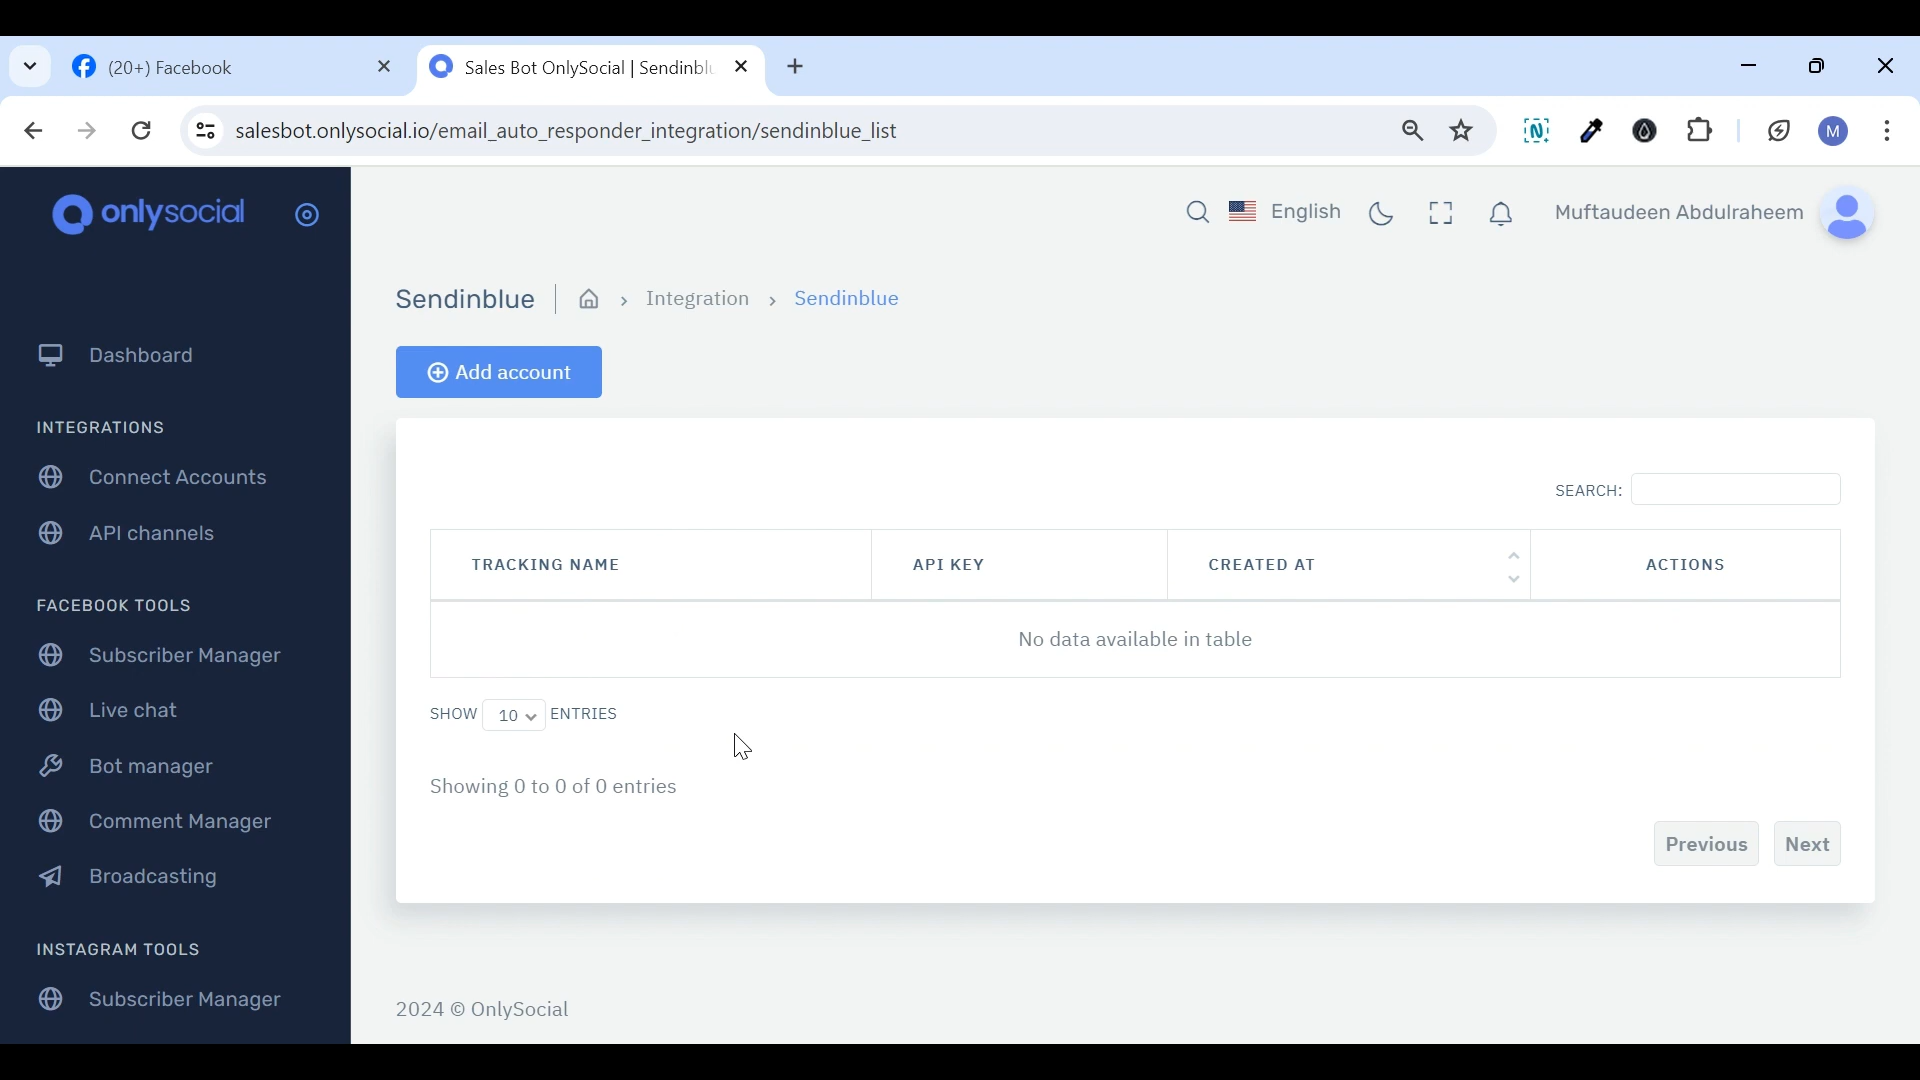 (20+) Facebook
Sales Bot OnlySocial | Sendinblu
salesbot.onlysocial.io/email_auto_responder_integration/sendinblue_list
M
onlysocial
English
Muftaudeen Abdulraheem
Sendinblue
Integration
Sendinblue
Add account
Dashboard
INTEGRATIONS
Connect Accounts
API channels
FACEBOOK TOOLS
Subscriber Manager
Live chat
Bot manager
Comment Manager
Broadcasting
INSTAGRAM TOOLS
Subscriber Manager
SEARCH:
TRACKING NAME
API KEY
CREATED AT
ACTIONS
No data available in table
SHOW 10 ENTRIES
Showing 0 to 0 of 0 entries
Previous
Next
2024 © OnlySocial